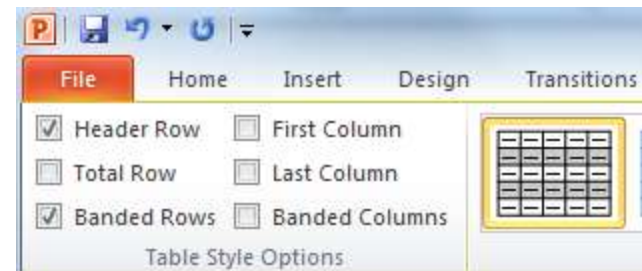 P
File Home Insert Design Transitions
Header Row First Column
Total Row Last Column
Banded Rows Banded Columns
Table Style Options